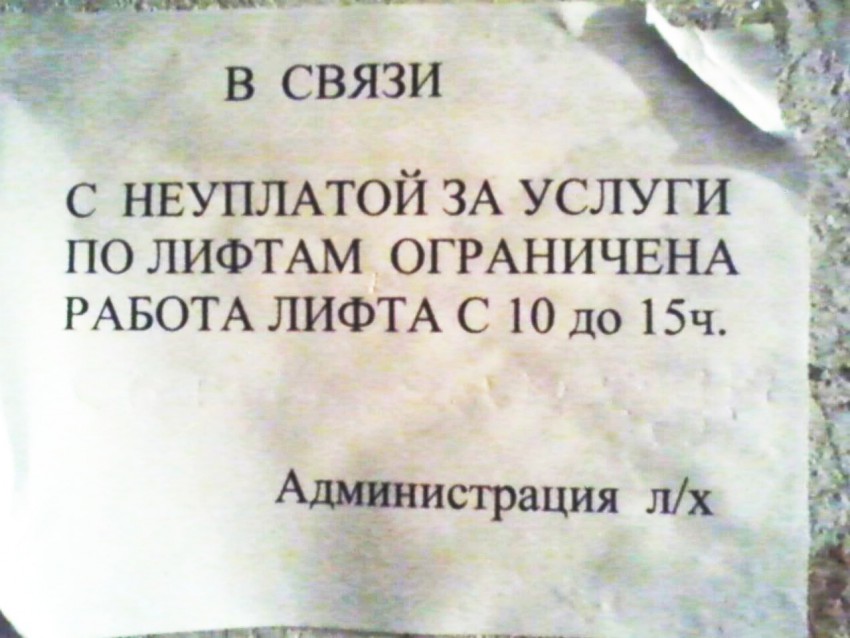 В СВЯЗИ
С НЕУПЛАТОЙ ЗА УСЛУГИ
ПО ЛИФТАМ ОГРАНИЧЕНА
РАБОТА ЛИФТА С 10 до 15ч.
Администрация л/х